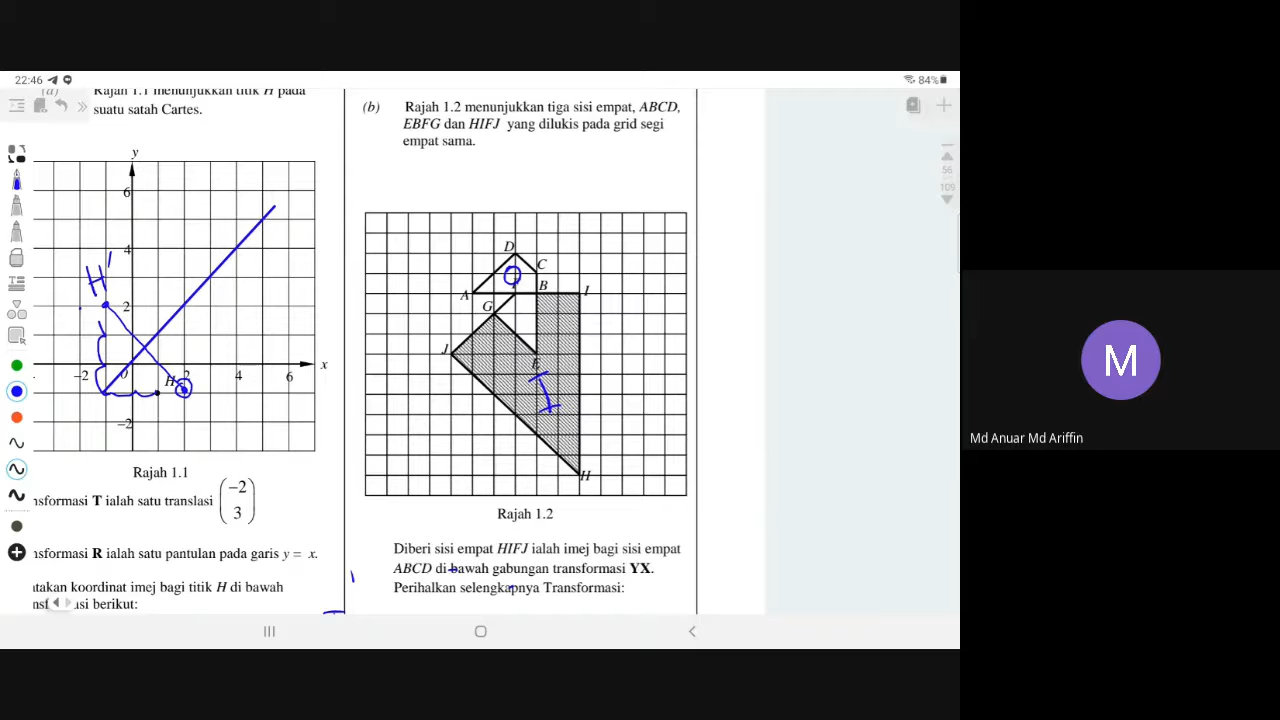 22:46
84%
(a) Rajah 1.1 menunjukkan titik H pada
suatu satah Cartes.
y
6
4
2
-2
0
2
4
6
x
-2
H
H'
Rajah 1.1
nsformasi T ialah satu translasi (-2
3)
nsformasi R ialah satu pantulan pada garis y = x.
atakan koordinat imej bagi titik H di bawah
asi berikut:
(b) Rajah 1.2 menunjukkan tiga sisi empat, ABCD,
EBFG dan HIFJ yang dilukis pada grid segi
empat sama.
D
C
O
A
B
I
G
J
E
I
H
Rajah 1.2
Diberi sisi empat HIFJ ialah imej bagi sisi empat
ABCD di bawah gabungan transformasi YX.
Perihalkan selengkapnya Transformasi:
56
109
M
Md Anuar Md Ariffin